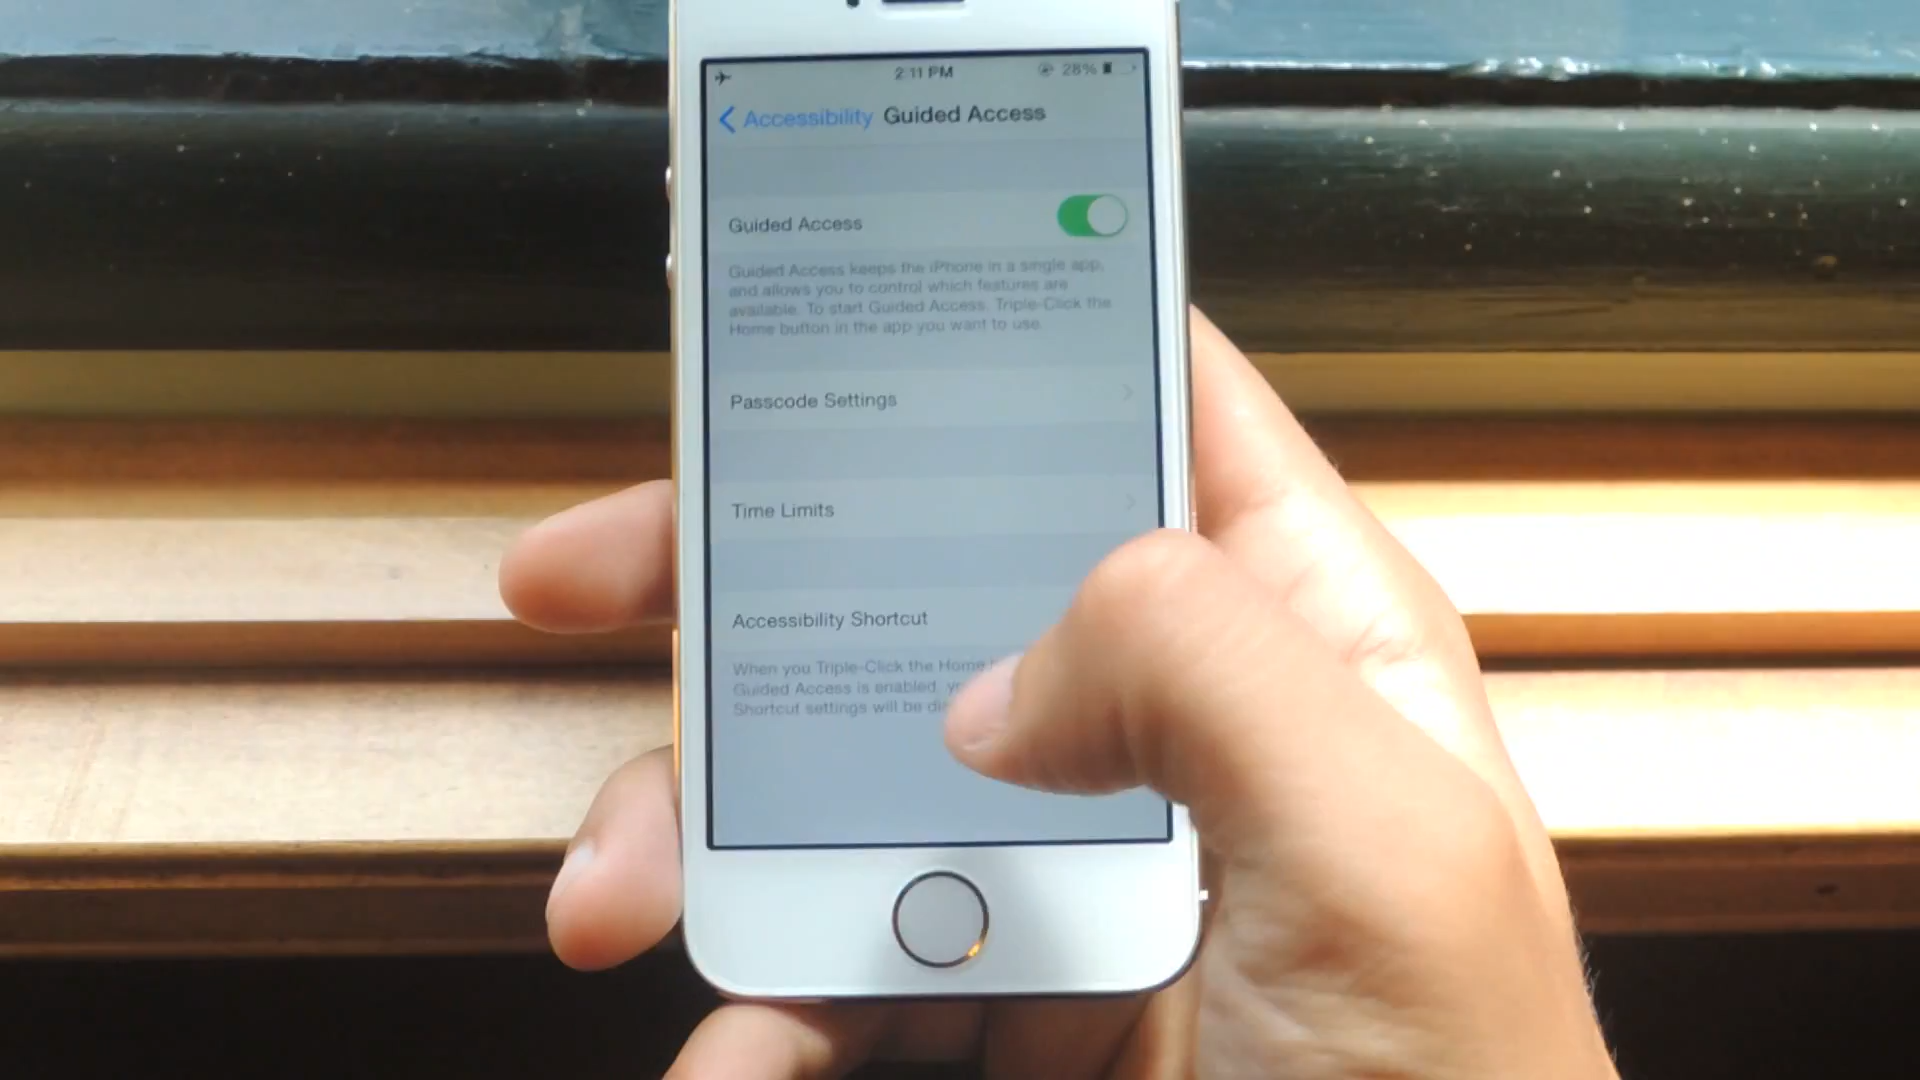 2:11 PM 28%
Accessibility Guided Access
Guided Access
Guided Access keeps the iPhone in a single app,
and allows you to control which features are
available. To start Guided Access, Triple-Click the
Home button in the app you want to use.
Passcode Settings
Time Limits
Accessibility Shortcut
When you Triple-Click the Home
Guided Access is enabled,
Shortcut settings will be